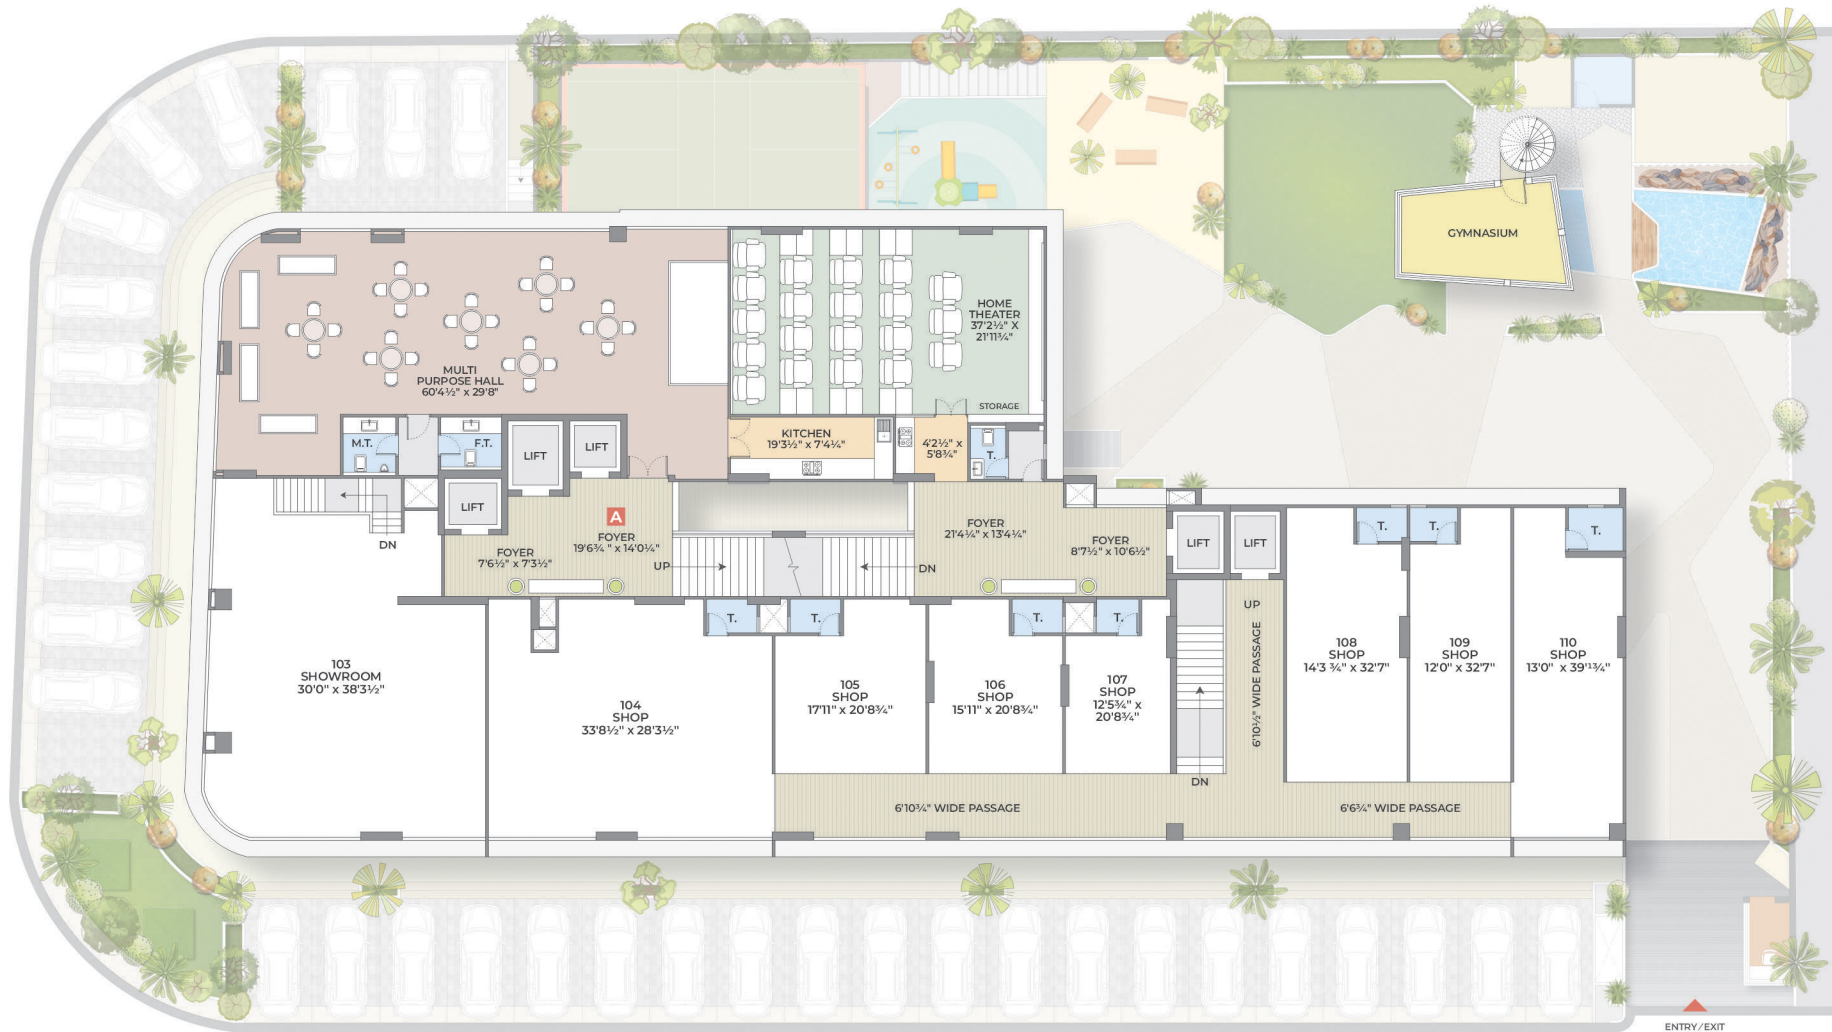 GYMNASIUM
HOME
THEATER
37'2½" X
21'11¾"
STORAGE
MULTI
PURPOSE HALL
60'4½" x 29'8"
M.T.
F.T.
LIFT
LIFT
KITCHEN
19'3½" x 7'4¼"
4'2½" x
5'8¾"
T.
LIFT
DN
A
FOYER
19'6¾" x 14'0¼"
FOYER
7'6½" x 7'3½"
UP
DN
FOYER
21'4¼" x 13'4¼"
FOYER
8'7½" x 10'6½"
LIFT
LIFT
T.
T.
T.
UP
6'10½" WIDE PASSAGE
DN
T.
T.
T.
T.
103
SHOWROOM
30'0" x 38'3½"
104
SHOP
33'8½" x 28'3½"
105
SHOP
17'11" x 20'8¾"
106
SHOP
15'11" x 20'8¾"
107
SHOP
12'5¾" x
20'8¾"
108
SHOP
14'3 ¾" x 32'7"
109
SHOP
12'0" x 32'7"
110
SHOP
13'0" x 39'¹¹¾"
6'10¾" WIDE PASSAGE
6'6¾" WIDE PASSAGE
ENTRY/EXIT